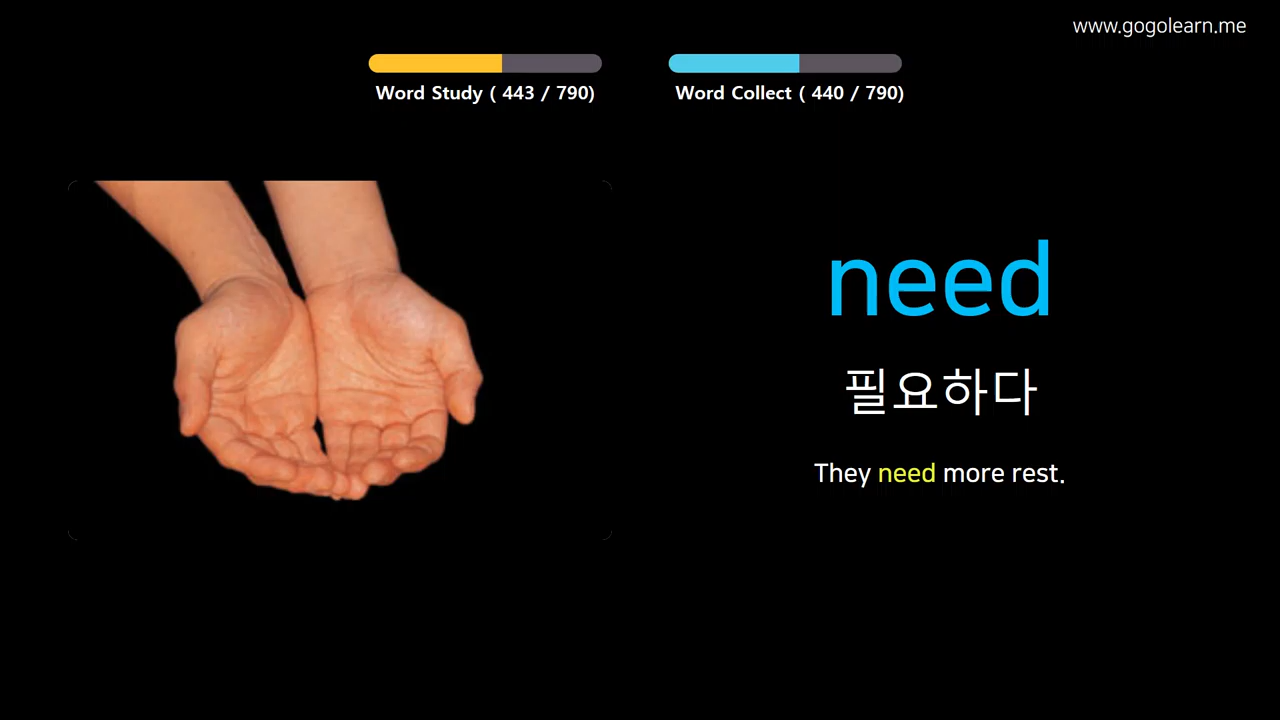 www.gogolearn.me
Word Study ( 443 / 790)
Word Collect ( 440 / 790)
need
필요하다
They need more rest.